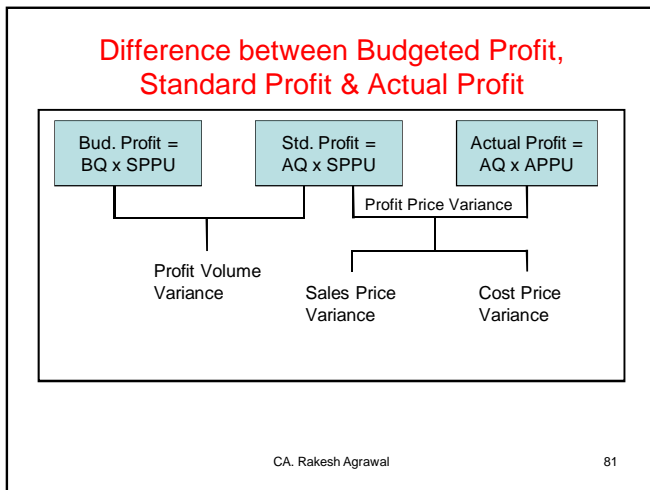 Difference between Budgeted Profit,
Standard Profit & Actual Profit
Bud. Profit =
BQ x SPPU
Std. Profit =
AQ x SPPU
Actual Profit =
AQ x APPU
Profit Price Variance
Profit Volume
Variance
Sales Price
Variance
Cost Price
Variance
CA. Rakesh Agrawal
81